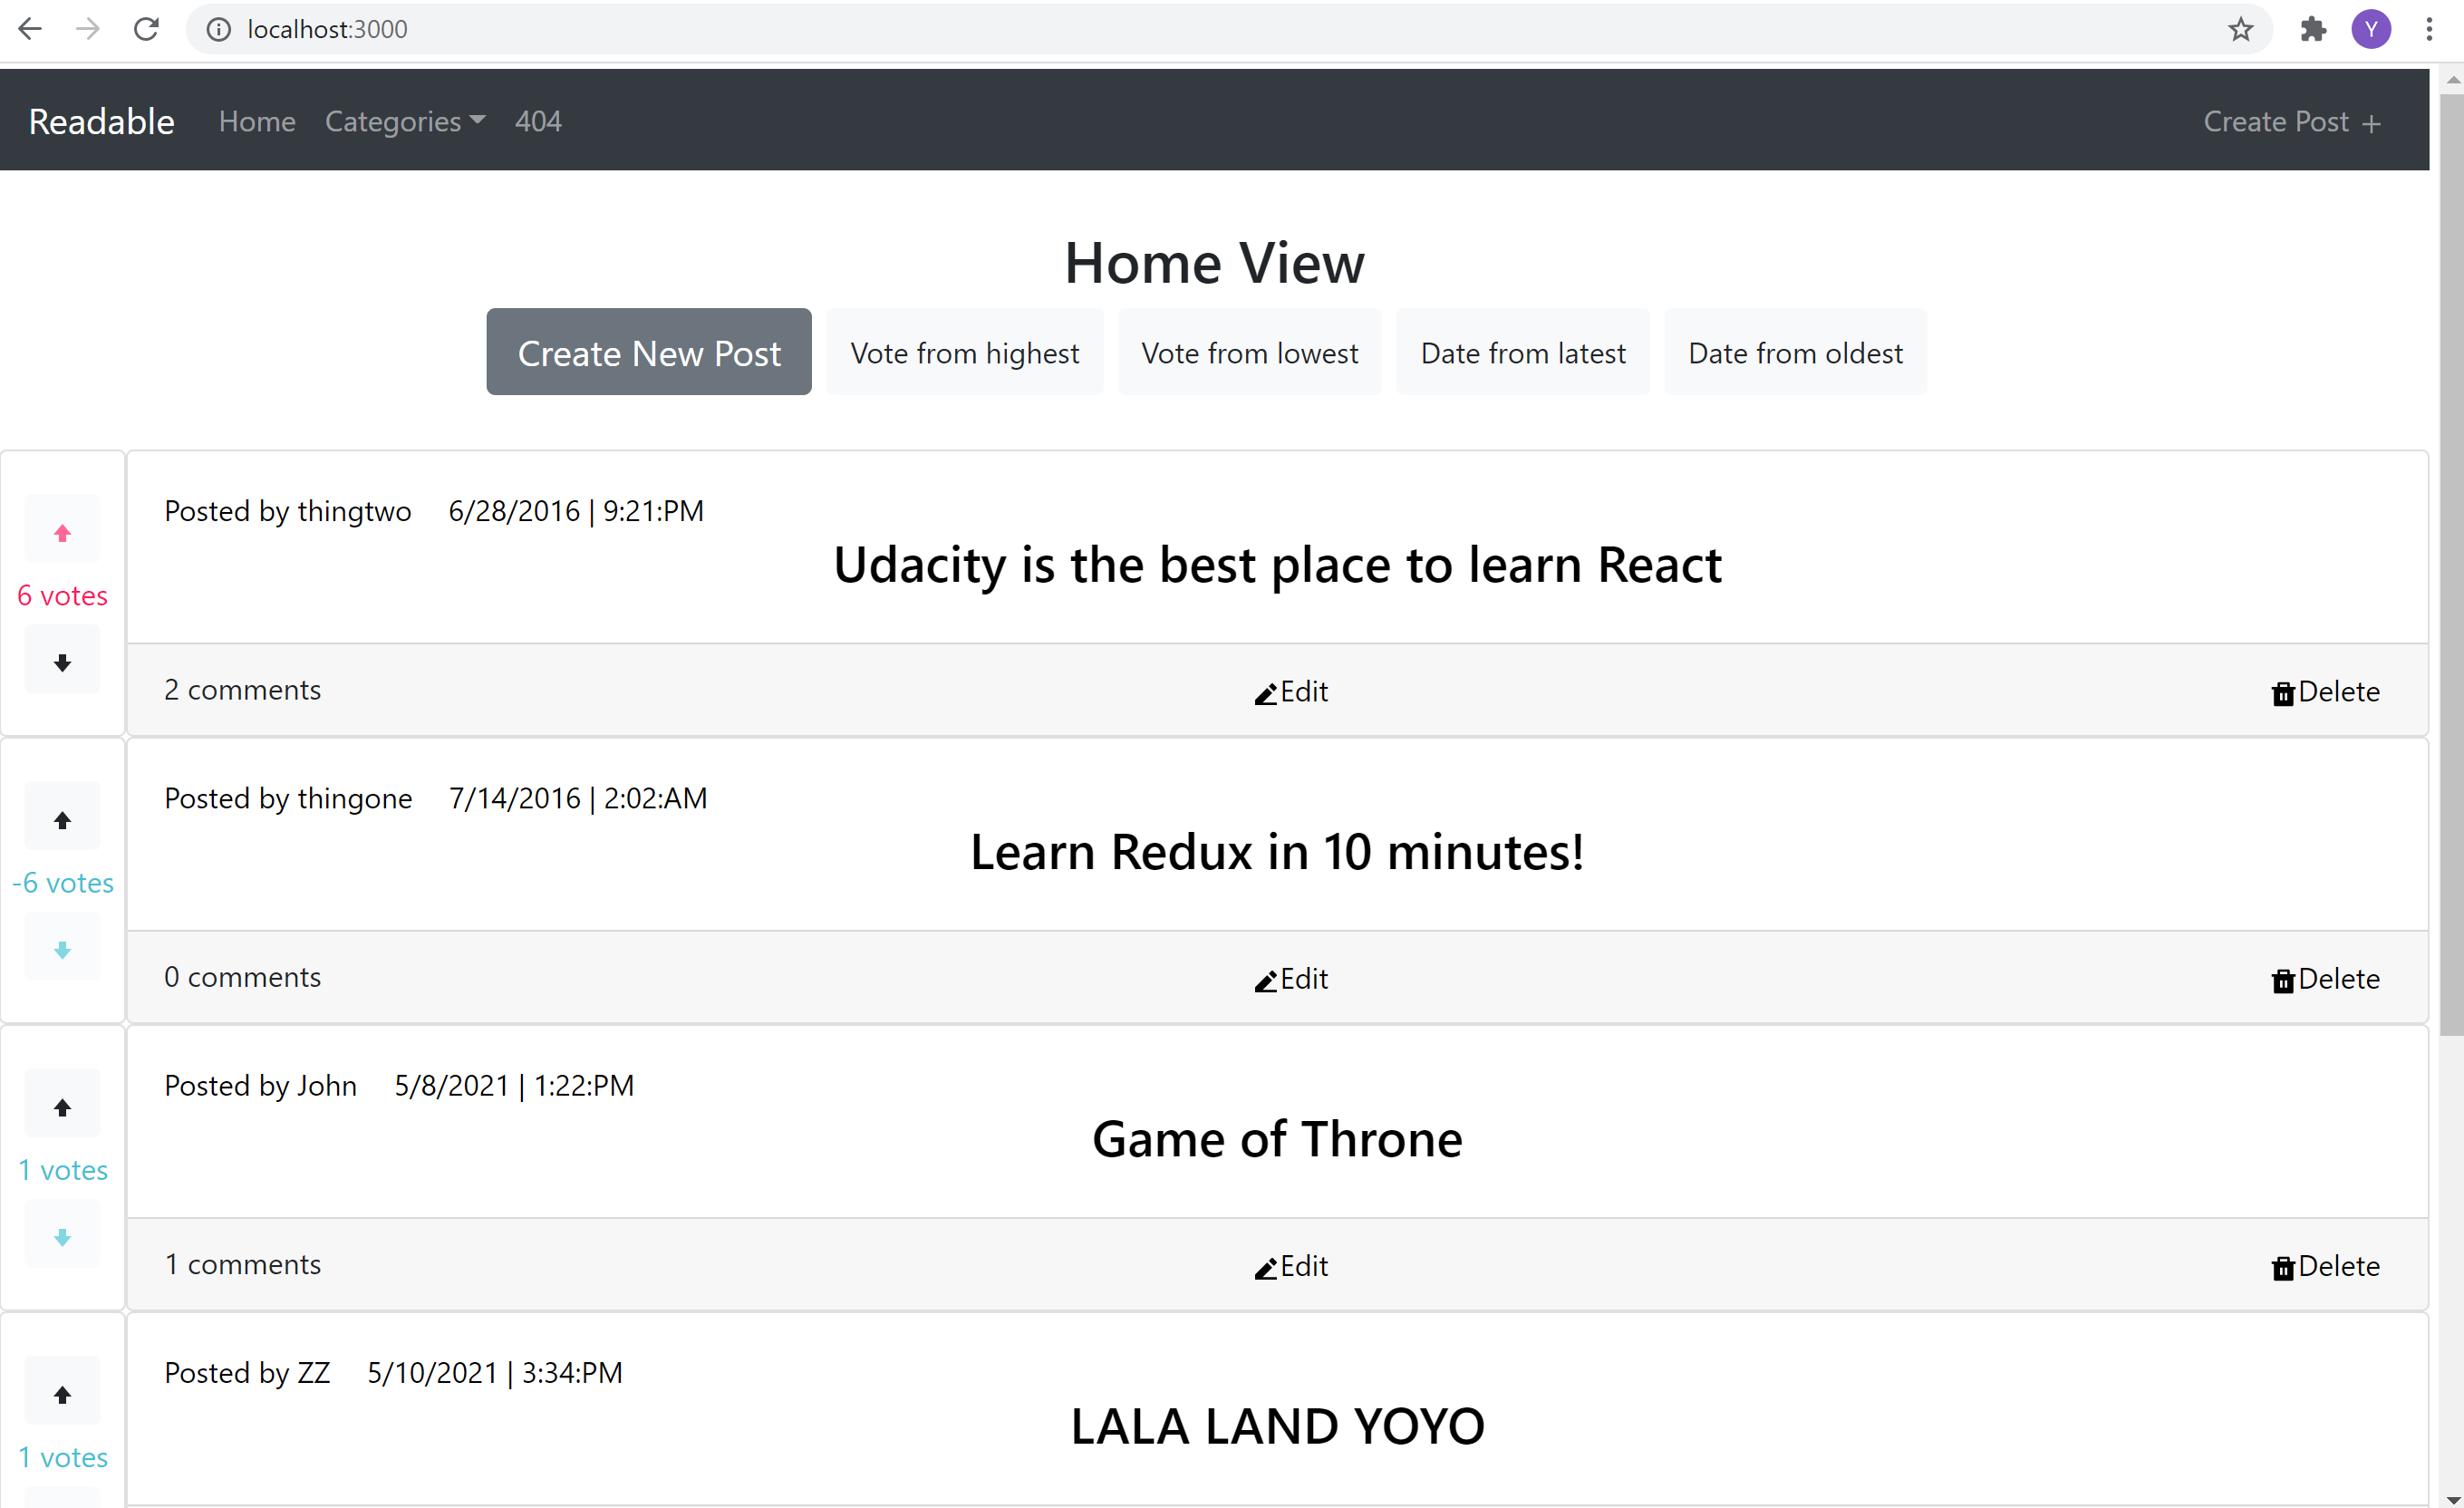 localhost:3000
Y
Readable Home Categories 404 Create Post +
Home View
Create New Post Vote from highest Vote from lowest Date from latest Date from oldest
Posted by thingtwo 6/28/2016 | 9:21:PM
Udacity is the best place to learn React
6 votes
2 comments Edit Delete
Posted by thingone 7/14/2016 | 2:02:AM
Learn Redux in 10 minutes!
-6 votes
0 comments Edit Delete
Posted by John 5/8/2021 | 1:22:PM
Game of Throne
1 votes
1 comments Edit Delete
Posted by ZZ 5/10/2021 | 3:34:PM
LALA LAND YOYO
1 votes